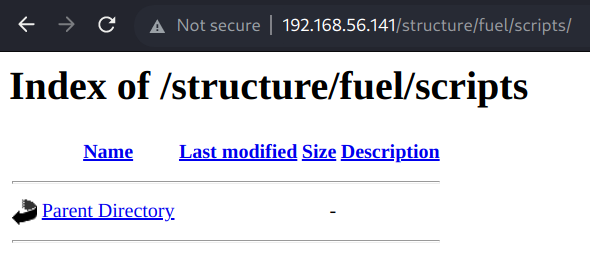 Not secure | 192.168.56.141/structure/fuel/scripts/
Index of /structure/fuel/scripts
Name Last modified Size Description
Parent Directory -